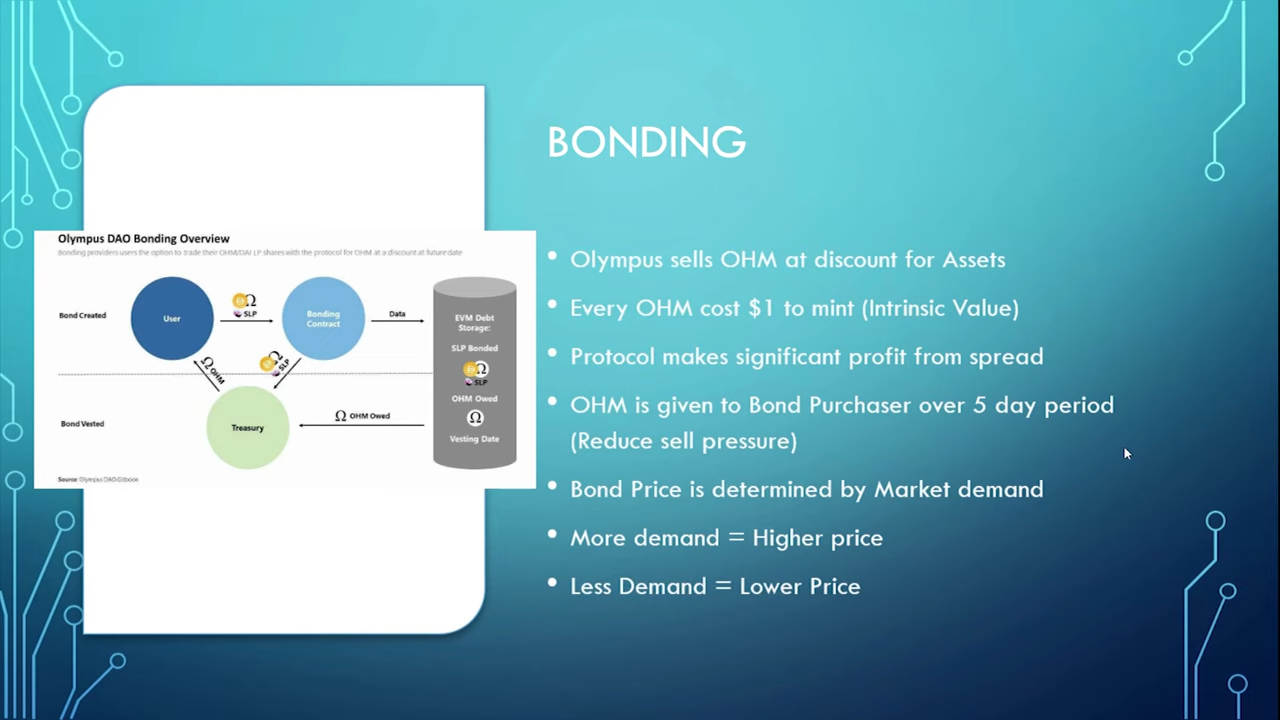 BONDING
Olympus DAO Bonding Overview
Bonding providers users the option to trade their OHM/DAI LP shares with the protocol for OHM at a discount at future date
Bond Created
User
Ω
SLP
Bonding
Contract
Data
EVM Debt
Storage:
SLP Bonded
Ω
SLP
OHM Owed
Ω
Vesting Date
Ω OHM
Ω
SLP
Bond Vested
Treasury
Ω OHM Owed
Source: Olympus DAO Gitbook
• Olympus sells OHM at discount for Assets
• Every OHM cost $1 to mint (Intrinsic Value)
• Protocol makes significant profit from spread
• OHM is given to Bond Purchaser over 5 day period
(Reduce sell pressure)
• Bond Price is determined by Market demand
• More demand = Higher price
• Less Demand = Lower Price